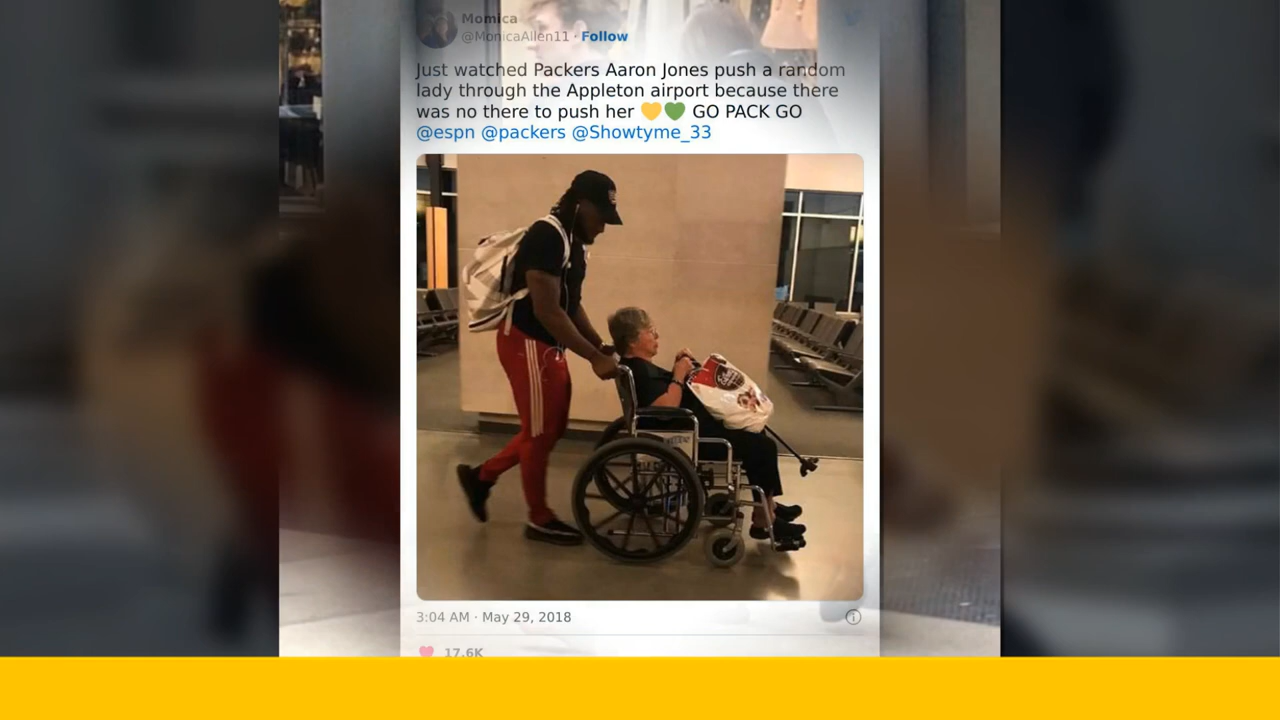 Momica
@MonicaAllen11 · Follow
Just watched Packers Aaron Jones push a random
lady through the Appleton airport because there
was no there to push her 💛💚 GO PACK GO
@espn @packers @Showtyme_33
3:04 AM · May 29, 2018
17.6K